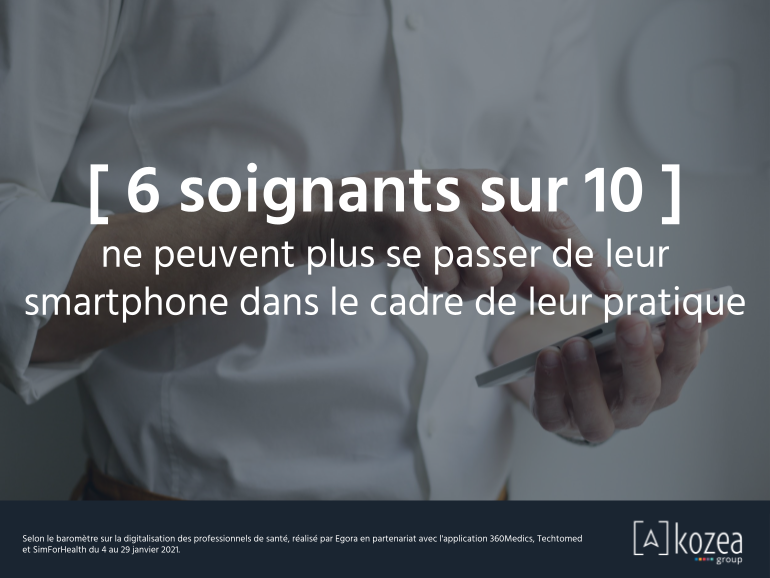 [ 6 soignants sur 10 ]
ne peuvent plus se passer de leur
smartphone dans le cadre de leur pratique
Selon le baromètre sur la digitalisation des professionnels de santé, réalisé par Egora en partenariat avec l'application 360Medics, Techtomed
et SimForHealth du 4 au 29 janvier 2021.
[A] kozea
group